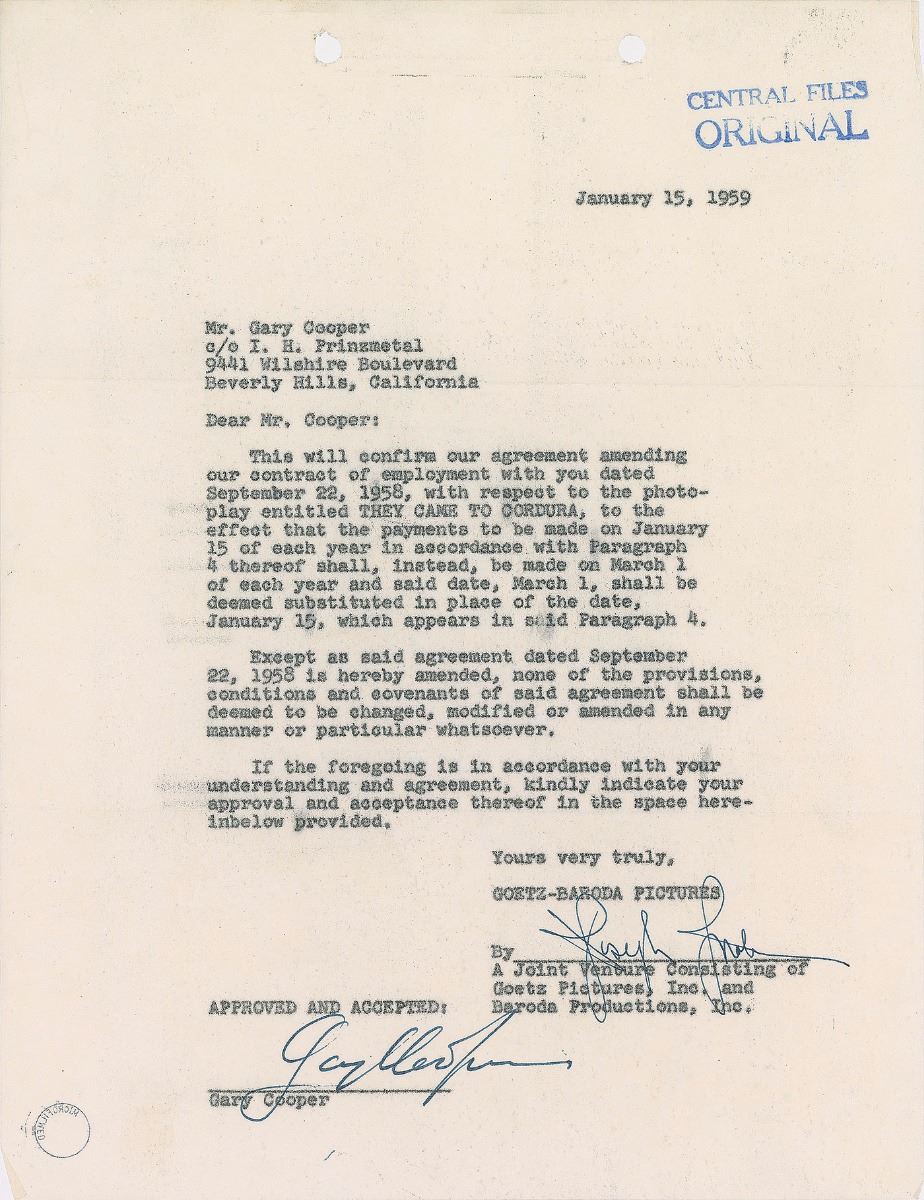 CENTRAL FILES
ORIGINAL
January 15, 1959
Mr. Gary Cooper
c/o I. H. Prinzmetal
9441 Wilshire Boulevard
Beverly Hills, California
Dear Mr. Cooper:
This will confirm our agreement amending
our contract of employment with you dated
September 22, 1958, with respect to the photo-
play entitled THEY CAME TO CORDURA, to the
effect that the payments to be made on January
15 of each year in accordance with Paragraph
4 thereof shall, instead, be made on March 1
of each year and said date, March 1, shall be
deemed substituted in place of the date,
January 15, which appears in said Paragraph 4.
Except as said agreement dated September
22, 1958 is hereby amended, none of the provisions,
conditions and covenants of said agreement shall be
deemed to be changed, modified or amended in any
manner or particular whatsoever.
If the foregoing is in accordance with your
understanding and agreement, kindly indicate your
approval and acceptance thereof in the space here-
inbelow provided.
Yours very truly,
GOETZ-BARODA PICTURES
By
A Joint Venture Consisting of
Goetz Pictures, Inc. and
Baroda Productions, Inc.
APPROVED AND ACCEPTED:
Gary Cooper
Gary Cooper
MICROFILMED